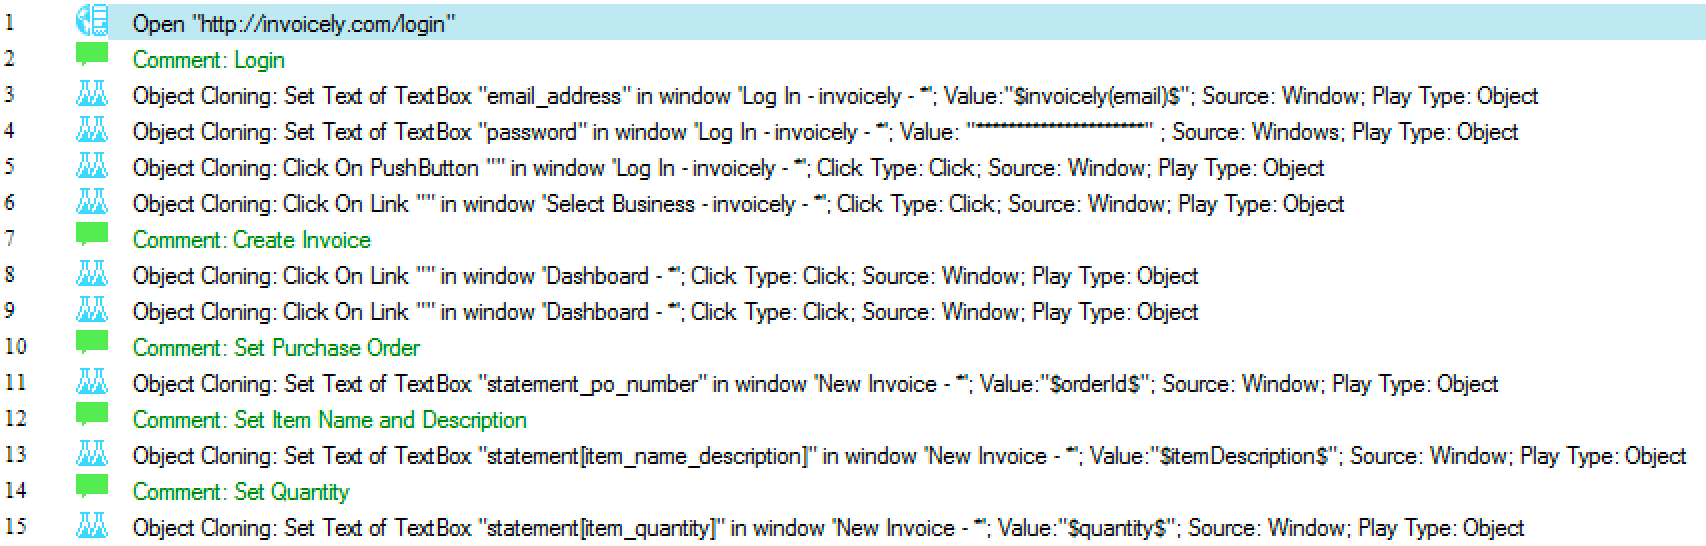 1 Open "http://invoicely.com/login"
2 Comment: Login
3 Object Cloning: Set Text of TextBox "email_address" in window 'Log In - invoicely - *'; Value:"$invoicely(email)$"; Source: Window; Play Type: Object
4 Object Cloning: Set Text of TextBox "password" in window 'Log In - invoicely - *'; Value: "*********************" ; Source: Windows; Play Type: Object
5 Object Cloning: Click On PushButton "" in window 'Log In - invoicely - *'; Click Type: Click; Source: Window; Play Type: Object
6 Object Cloning: Click On Link "" in window 'Select Business - invoicely - *'; Click Type: Click; Source: Window; Play Type: Object
7 Comment: Create Invoice
8 Object Cloning: Click On Link "" in window 'Dashboard - *'; Click Type: Click; Source: Window; Play Type: Object
9 Object Cloning: Click On Link "" in window 'Dashboard - *'; Click Type: Click; Source: Window; Play Type: Object
10 Comment: Set Purchase Order
11 Object Cloning: Set Text of TextBox "statement_po_number" in window 'New Invoice - *'; Value:"$orderId$"; Source: Window; Play Type: Object
12 Comment: Set Item Name and Description
13 Object Cloning: Set Text of TextBox "statement[item_name_description]" in window 'New Invoice - *'; Value:"$itemDescription$"; Source: Window; Play Type: Object
14 Comment: Set Quantity
15 Object Cloning: Set Text of TextBox "statement[item_quantity]" in window 'New Invoice - *'; Value:"$quantity$"; Source: Window; Play Type: Object